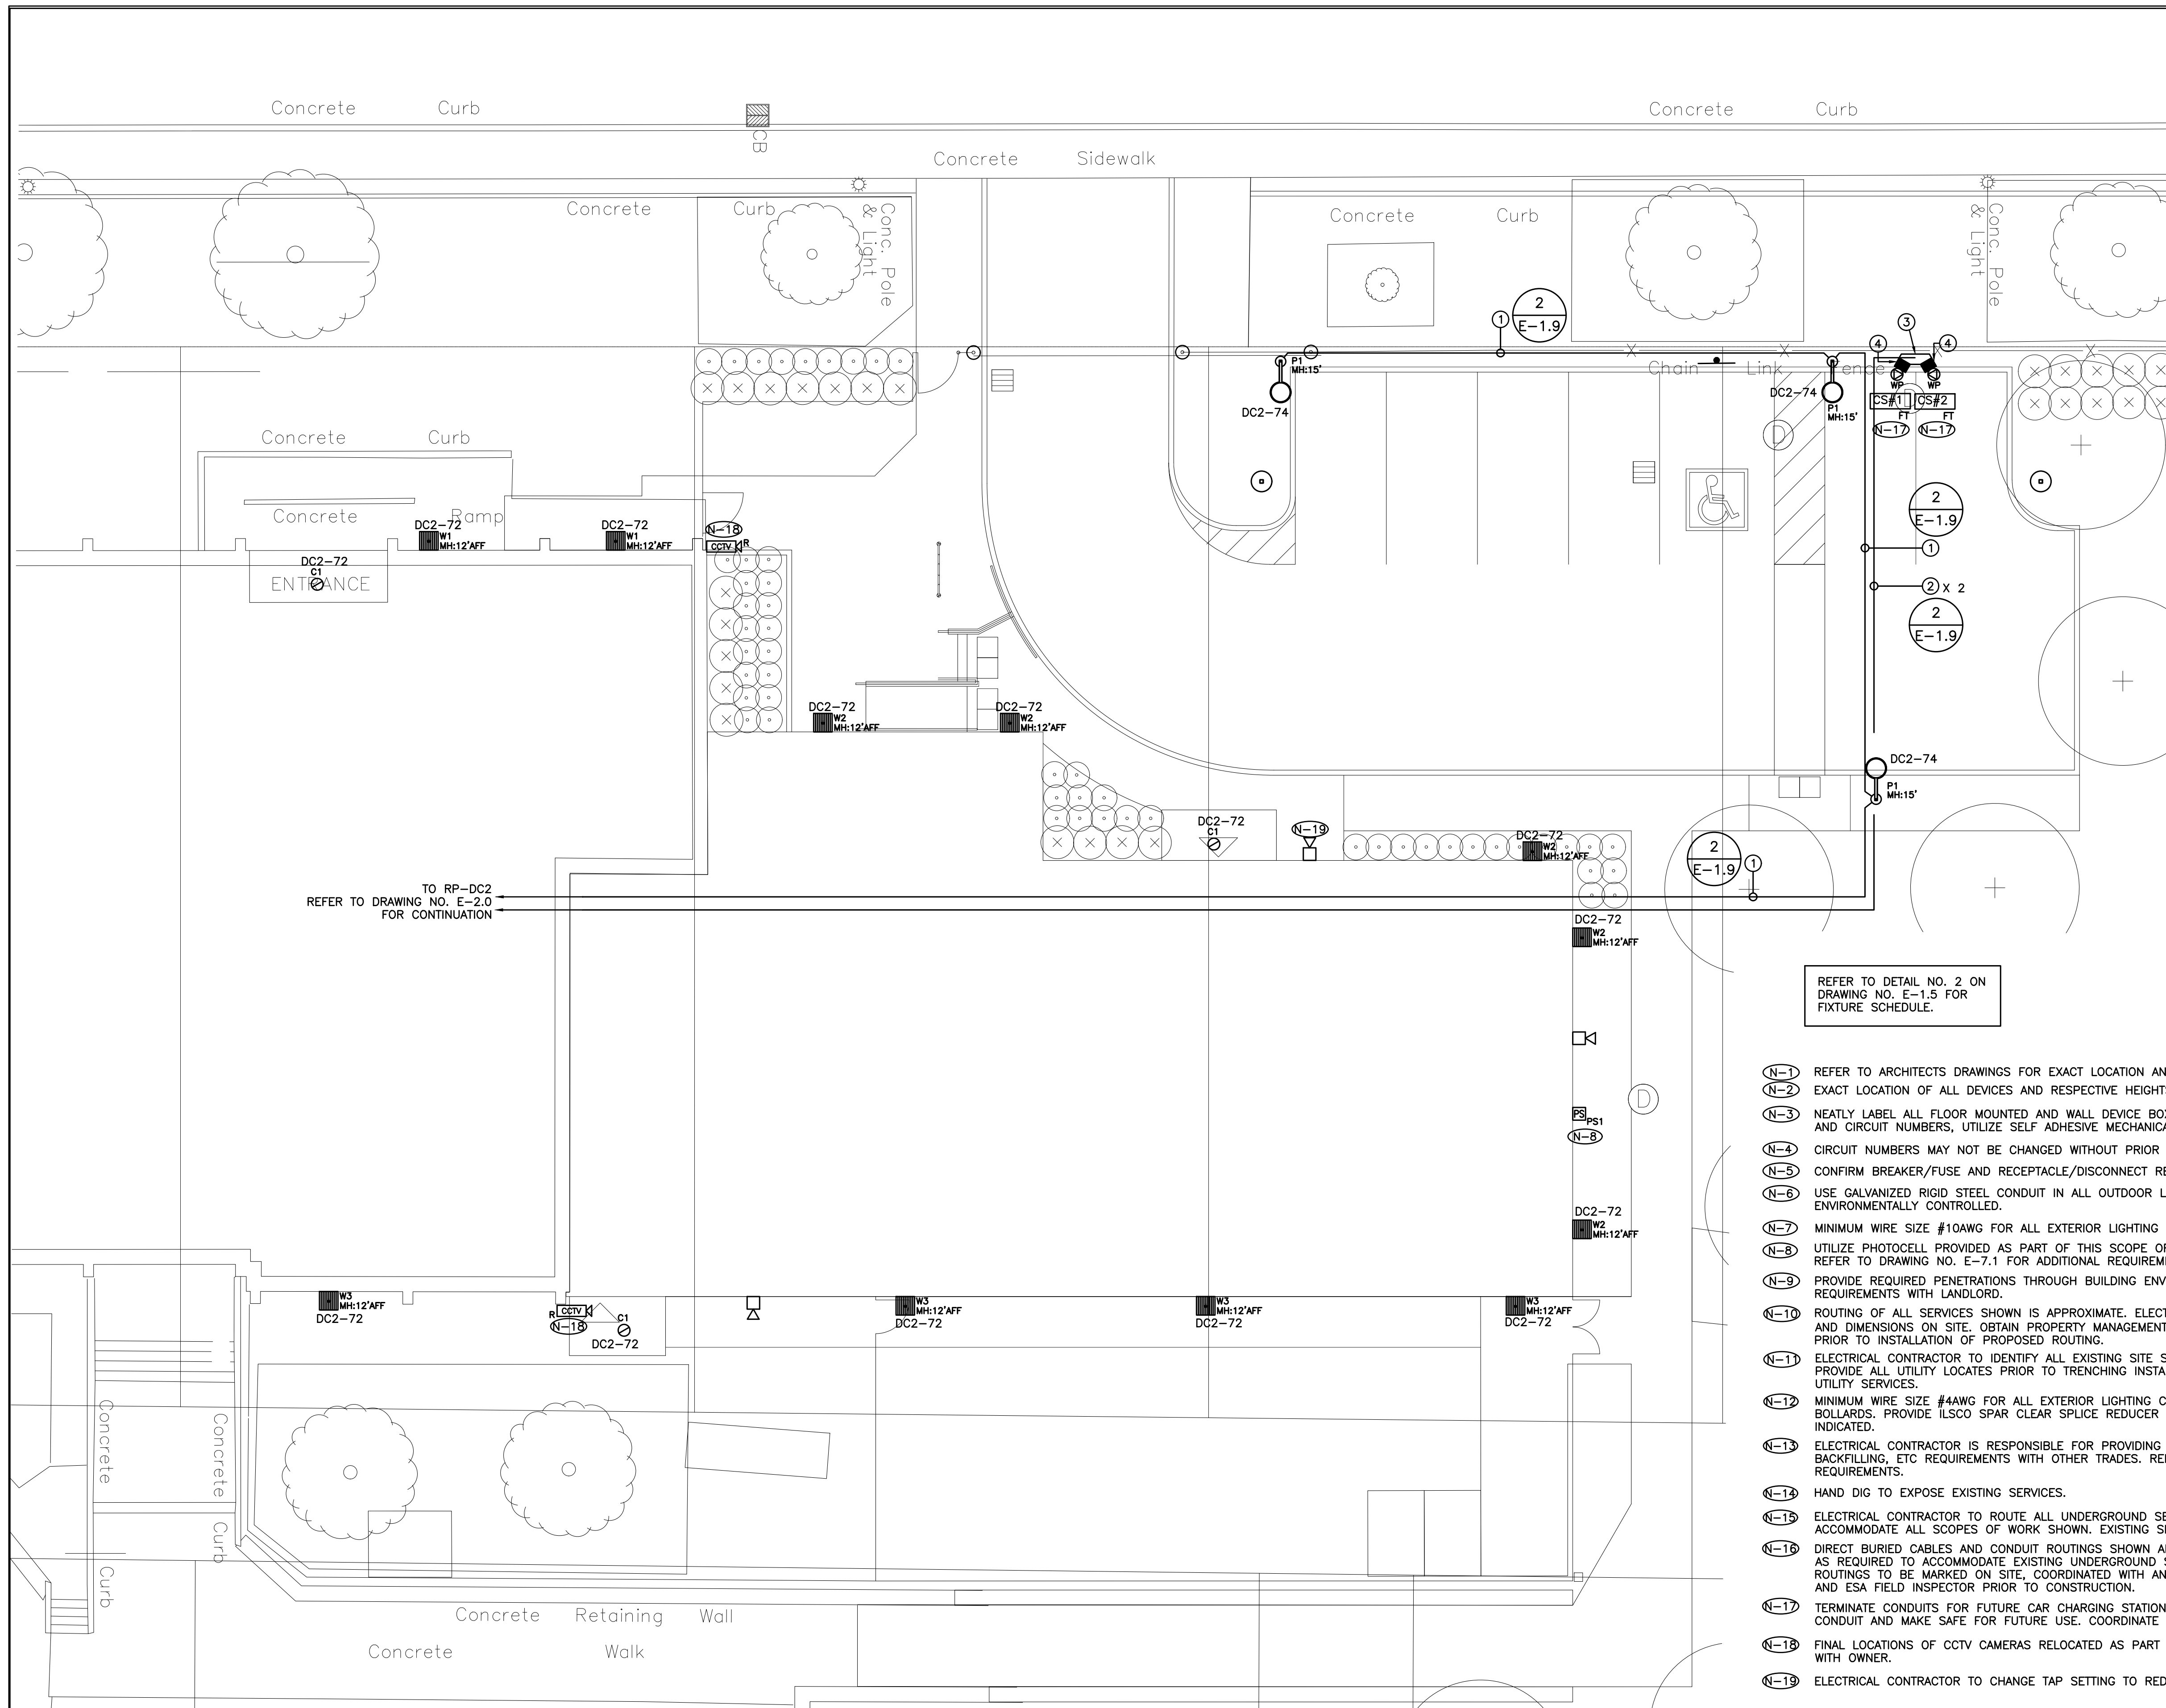 Concrete Curb
Concrete Curb
CB
Concrete Sidewalk
Concrete Curb
Conc. Pole
& Light
Concrete Curb
Conc. Pole
& Light
2
E-1.9
1
3
4
4
P1
MH:15'
DC2-74
Chain Link Fence
DC2-74
P1
MH:15'
WP
WP
CS#1
CS#2
FT
FT
N-17
N-17
D
D
Concrete Curb
Concrete Ramp
DC2-72
W1
MH:12'AFF
DC2-72
W1
MH:12'AFF
N-18
CCTV
R
DC2-72
C1
ENTRANCE
2
E-1.9
1
2 X 2
2
E-1.9
DC2-72
W2
MH:12'AFF
DC2-72
W2
MH:12'AFF
DC2-74
P1
MH:15'
DC2-72
C1
N-19
DC2-72
W2
MH:12'AFF
2
E-1.9
1
TO RP-DC2
REFER TO DRAWING NO. E-2.0
FOR CONTINUATION
DC2-72
W2
MH:12'AFF
REFER TO DETAIL NO. 2 ON
DRAWING NO. E-1.5 FOR
FIXTURE SCHEDULE.
PS
PS1
N-8
D
DC2-72
W2
MH:12'AFF
W3
MH:12'AFF
DC2-72
R
CCTV
N-18
C1
DC2-72
W3
MH:12'AFF
DC2-72
W3
MH:12'AFF
DC2-72
W3
MH:12'AFF
DC2-72
Concrete
Curb
Concrete
Curb
Concrete Retaining Wall
Concrete Walk
N-1 REFER TO ARCHITECTS DRAWINGS FOR EXACT LOCATION
N-2 EXACT LOCATION OF ALL DEVICES AND RESPECTIVE
N-3 NEATLY LABEL ALL FLOOR MOUNTED AND WALL DEVICE
AND CIRCUIT NUMBERS, UTILIZE SELF ADHESIVE
N-4 CIRCUIT NUMBERS MAY NOT BE CHANGED WITHOUT PRIOR
N-5 CONFIRM BREAKER/FUSE AND RECEPTACLE/DISCONNECT
N-6 USE GALVANIZED RIGID STEEL CONDUIT IN ALL OUTDOOR
ENVIRONMENTALLY CONTROLLED.
N-7 MINIMUM WIRE SIZE #10AWG FOR ALL EXTERIOR LIGHTING
N-8 UTILIZE PHOTOCELL PROVIDED AS PART OF THIS SCOPE
REFER TO DRAWING NO. E-7.1 FOR ADDITIONAL
N-9 PROVIDE REQUIRED PENETRATIONS THROUGH BUILDING
REQUIREMENTS WITH LANDLORD.
N-10 ROUTING OF ALL SERVICES SHOWN IS APPROXIMATE.
AND DIMENSIONS ON SITE. OBTAIN PROPERTY MANAGEMENT
PRIOR TO INSTALLATION OF PROPOSED ROUTING.
N-11 ELECTRICAL CONTRACTOR TO IDENTIFY ALL EXISTING SITE
PROVIDE ALL UTILITY LOCATES PRIOR TO TRENCHING
UTILITY SERVICES.
N-12 MINIMUM WIRE SIZE #4AWG FOR ALL EXTERIOR LIGHTING
BOLLARDS. PROVIDE ILSCO SPAR CLEAR SPLICE REDUCER
INDICATED.
N-13 ELECTRICAL CONTRACTOR IS RESPONSIBLE FOR PROVIDING
BACKFILLING, ETC REQUIREMENTS WITH OTHER TRADES.
REQUIREMENTS.
N-14 HAND DIG TO EXPOSE EXISTING SERVICES.
N-15 ELECTRICAL CONTRACTOR TO ROUTE ALL UNDERGROUND
ACCOMMODATE ALL SCOPES OF WORK SHOWN. EXISTING
N-16 DIRECT BURIED CABLES AND CONDUIT ROUTINGS SHOWN
AS REQUIRED TO ACCOMMODATE EXISTING UNDERGROUND
ROUTINGS TO BE MARKED ON SITE, COORDINATED WITH
AND ESA FIELD INSPECTOR PRIOR TO CONSTRUCTION.
N-17 TERMINATE CONDUITS FOR FUTURE CAR CHARGING
CONDUIT AND MAKE SAFE FOR FUTURE USE. COORDINATE
N-18 FINAL LOCATIONS OF CCTV CAMERAS RELOCATED AS PART
WITH OWNER.
N-19 ELECTRICAL CONTRACTOR TO CHANGE TAP SETTING TO